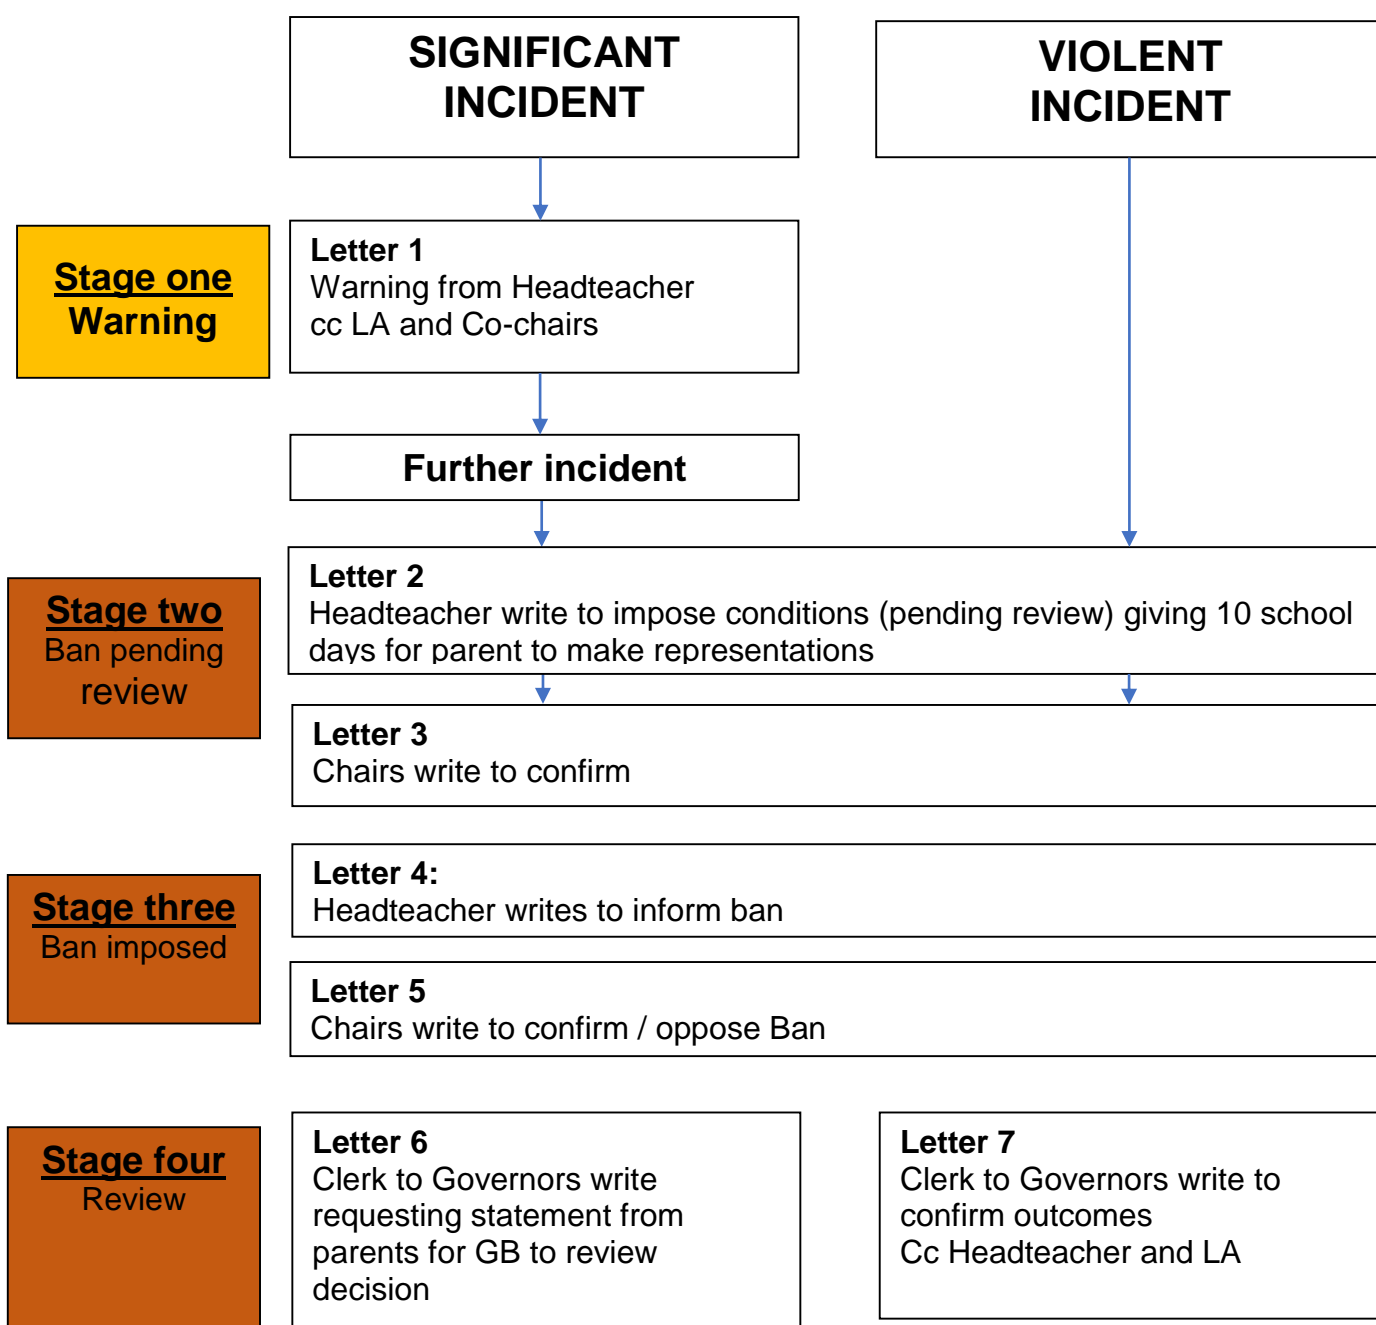 SIGNIFICANT
INCIDENT
VIOLENT
INCIDENT
Stage one
Warning
Letter 1
Warning from Headteacher
cc LA and Co-chairs
Further incident
Stage two
Ban pending
review
Letter 2
Headteacher write to impose conditions (pending review) giving 10 school
days for parent to make representations
Letter 3
Chairs write to confirm
Stage three
Ban imposed
Letter 4:
Headteacher writes to inform ban
Letter 5
Chairs write to confirm / oppose Ban
Stage four
Review
Letter 6
Clerk to Governors write
requesting statement from
parents for GB to review
decision
Letter 7
Clerk to Governors write to
confirm outcomes
Cc Headteacher and LA